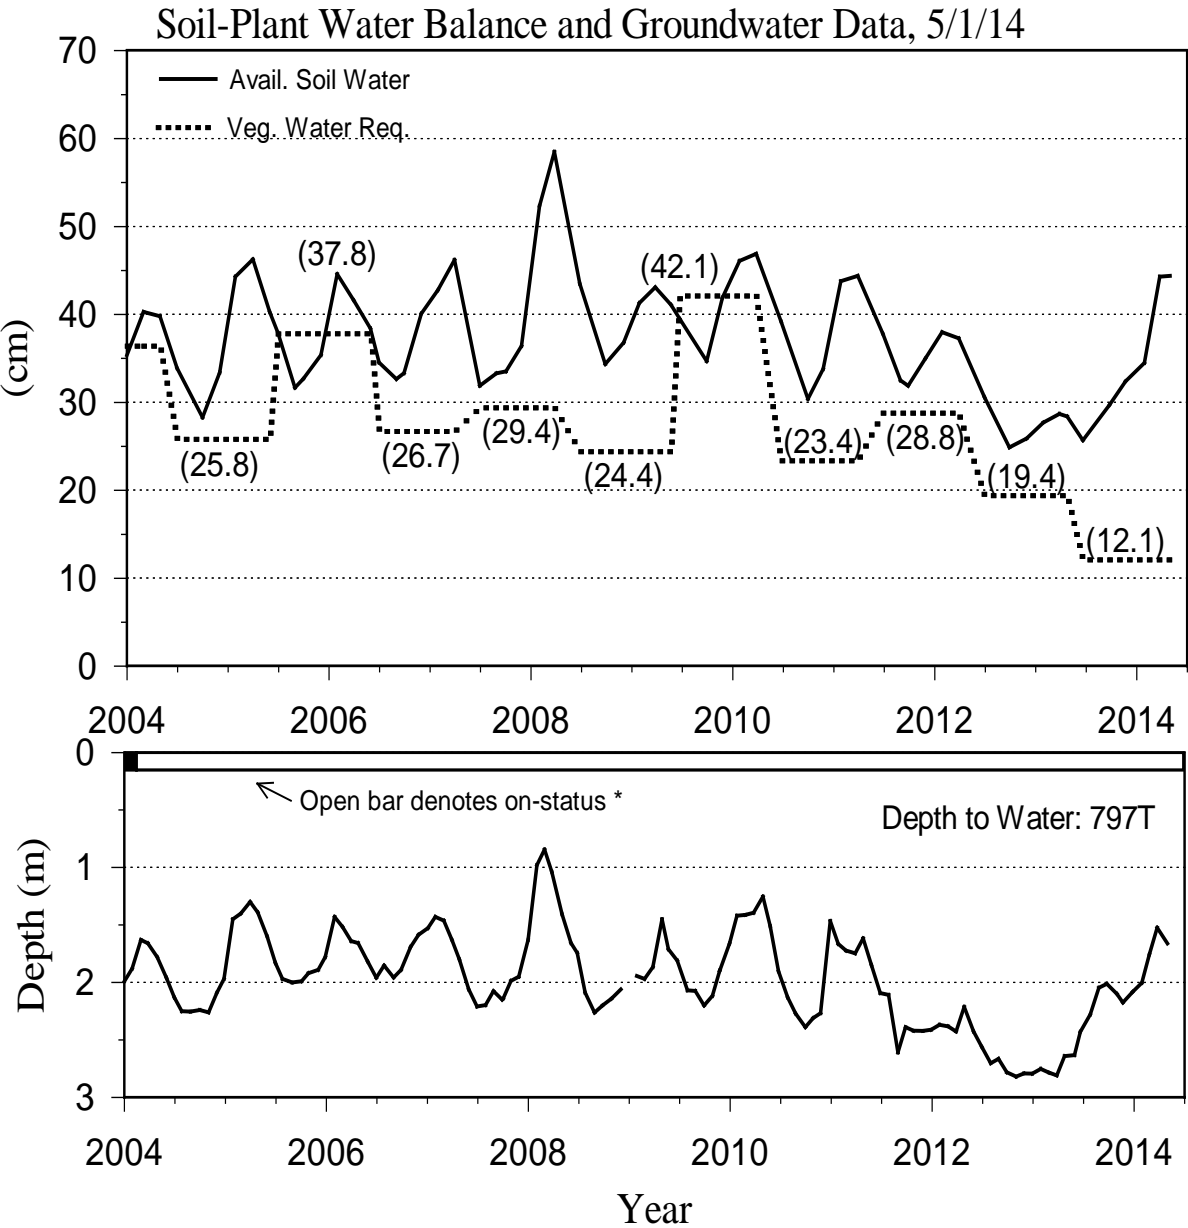 Soil-Plant Water Balance and Groundwater Data, 5/1/14
70
60
50
40
30
20
10
0
(cm)
Avail. Soil Water
Veg. Water Req.
(37.8)
(42.1)
(25.8)
(26.7)
(29.4)
(24.4)
(23.4)
(28.8)
(19.4)
(12.1)
2004 2006 2008 2010 2012 2014
0
1
2
3
Depth (m)
Open bar denotes on-status *
Depth to Water: 797T
2004 2006 2008 2010 2012 2014
Year